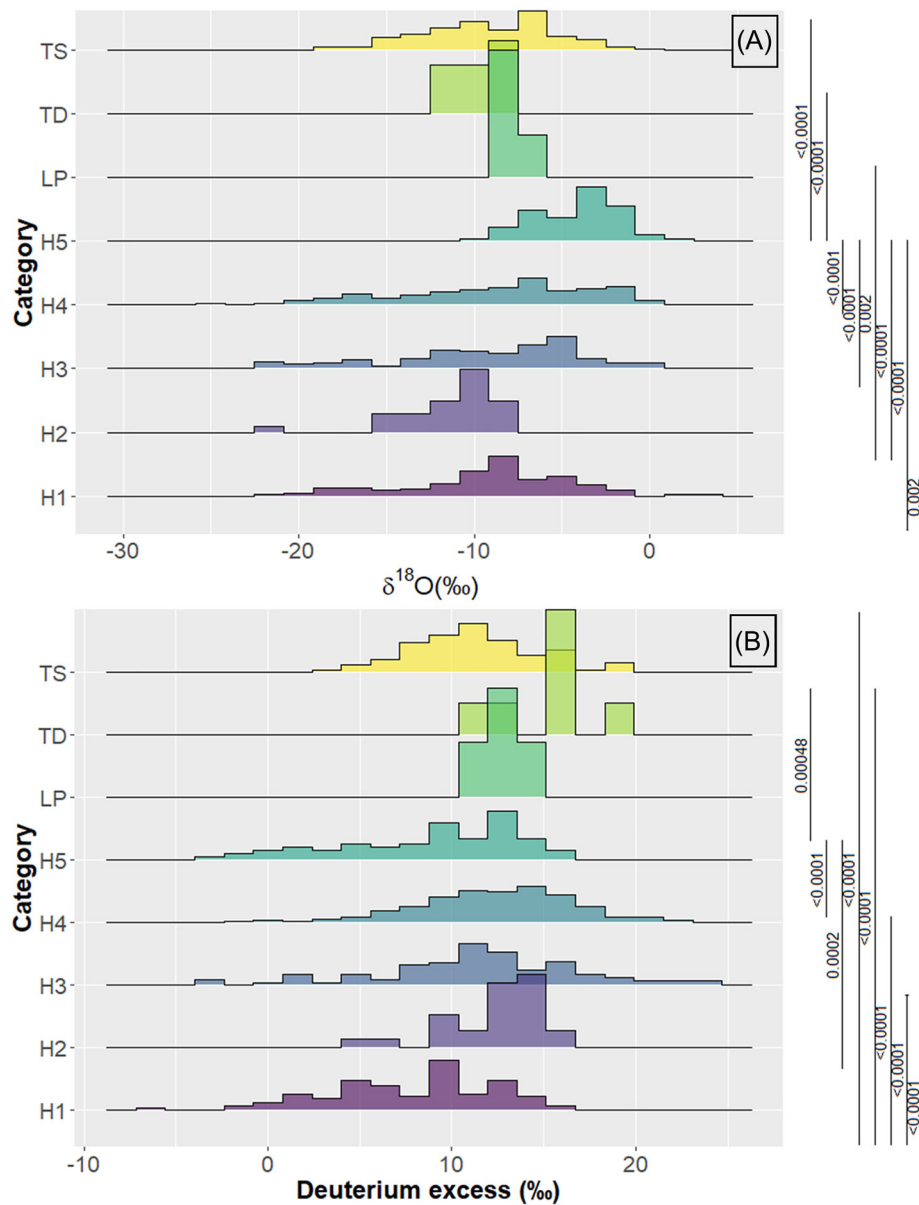 (A)
TS
TD
LP
H5
H4
H3
H2
H1
Category
-30
-20
-10
0
δ¹⁸O(‰)
<0.0001
<0.0001
<0.0001
<0.0001
0.002
<0.0001
<0.0001
<0.0001
0.002
(B)
TS
TD
LP
H5
H4
H3
H2
H1
Category
-10
0
10
20
Deuterium excess (‰)
0.00048
<0.0001
0.0002
<0.0001
<0.0001
<0.0001
<0.0001
<0.0001